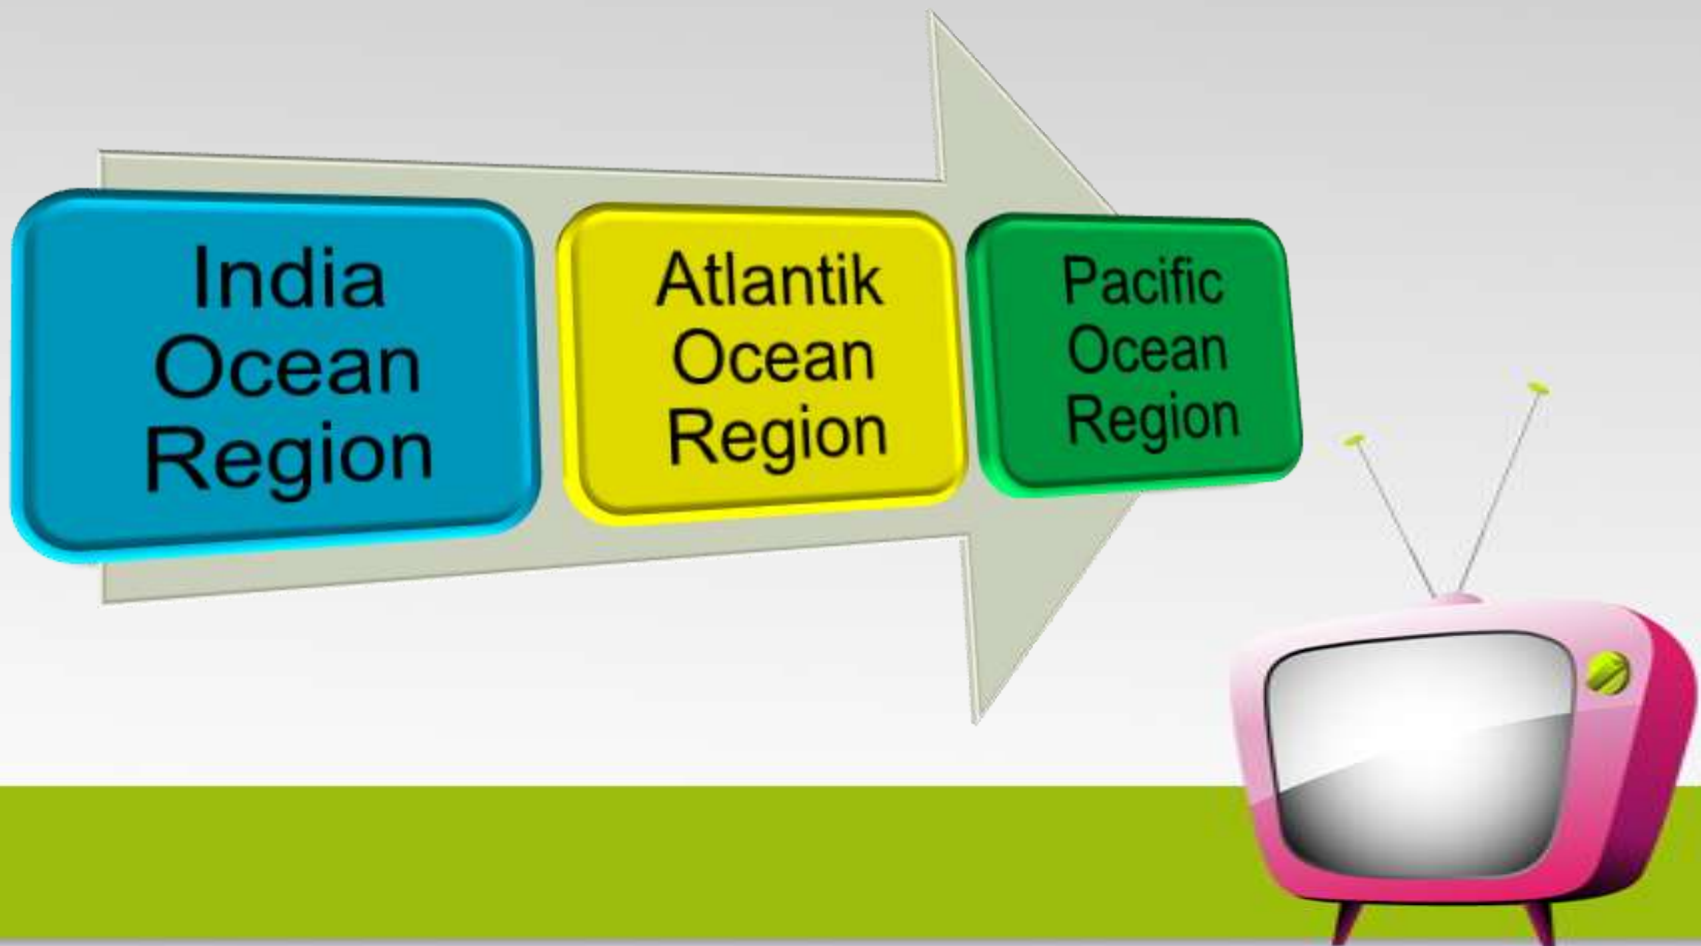 India
Ocean
Region
Atlantik
Ocean
Region
Pacific
Ocean
Region